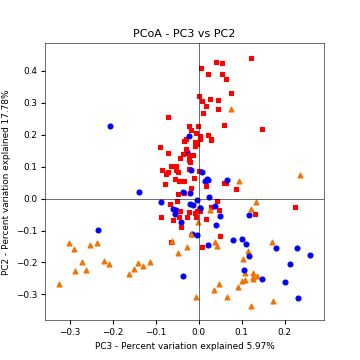 PCoA - PC3 vs PC2
PC2 - Percent variation explained 17.78%
0.4
0.3
0.2
0.1
0.0
−0.1
−0.2
−0.3
−0.3 −0.2 −0.1 0.0 0.1 0.2
PC3 - Percent variation explained 5.97%